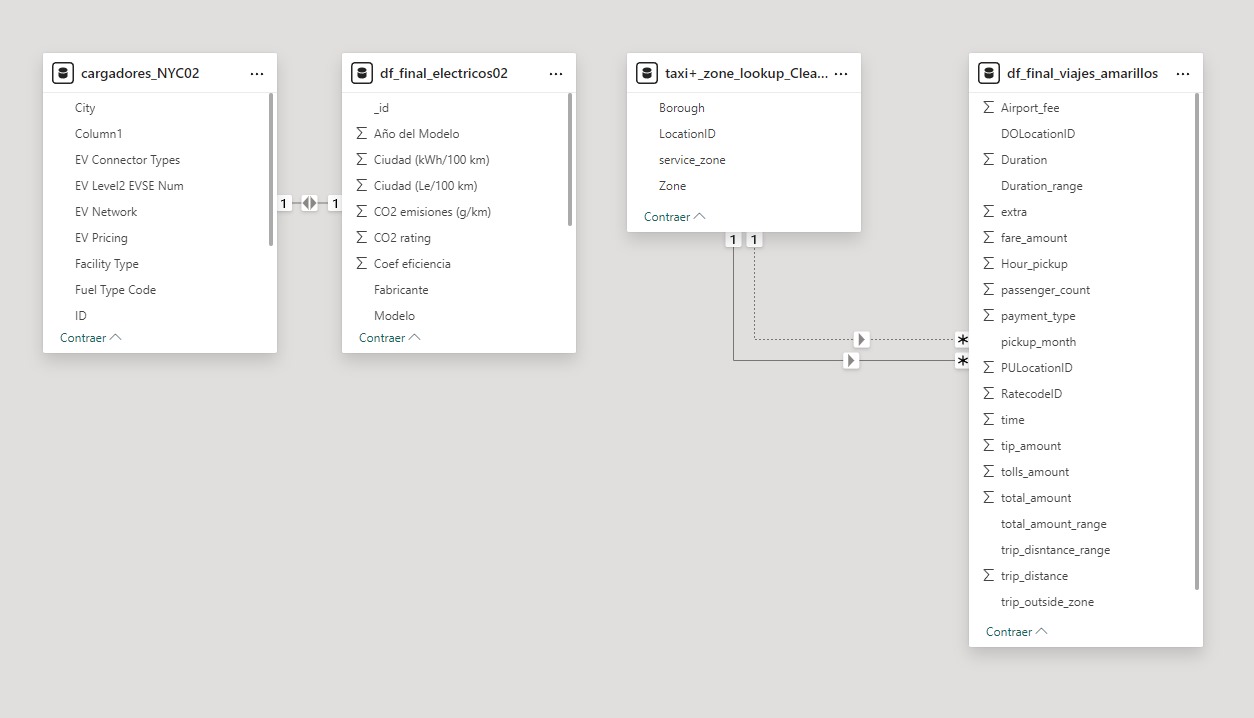 cargadores_NYC02 ...
City
Column1
EV Connector Types
EV Level2 EVSE Num
EV Network
EV Pricing
Facility Type
Fuel Type Code
ID
Contraer
1 1
df_final_electricos02 ...
_id
Σ Año del Modelo
Σ Ciudad (kWh/100 km)
Σ Ciudad (Le/100 km)
Σ CO2 emisiones (g/km)
Σ CO2 rating
Σ Coef eficiencia
Fabricante
Modelo
Contraer
taxi+_zone_lookup_Clea... ...
Borough
LocationID
service_zone
Zone
Contraer
1 1
*
*
df_final_viajes_amarillos ...
Σ Airport_fee
DOLocationID
Σ Duration
Duration_range
Σ extra
Σ fare_amount
Σ Hour_pickup
Σ passenger_count
Σ payment_type
pickup_month
Σ PULocationID
Σ RatecodeID
Σ time
Σ tip_amount
Σ tolls_amount
Σ total_amount
total_amount_range
trip_disntance_range
Σ trip_distance
trip_outside_zone
Contraer